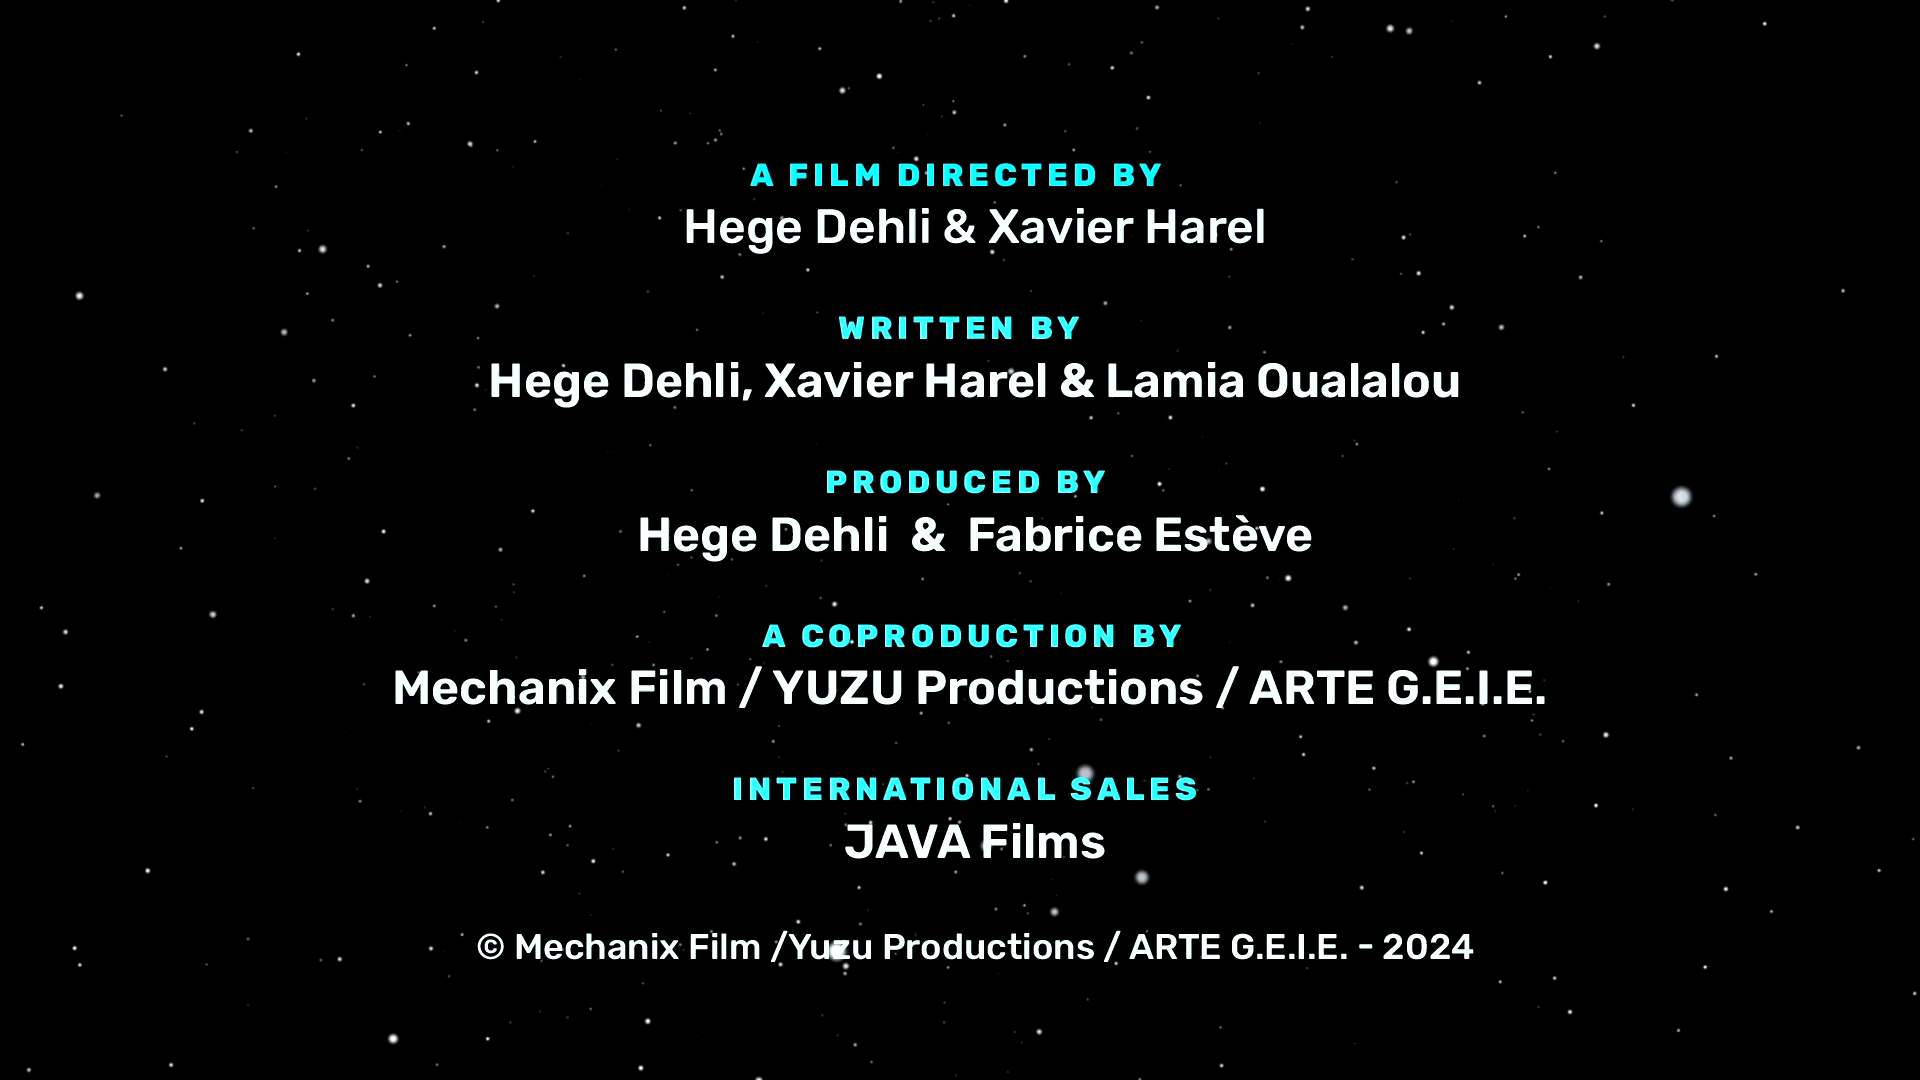 A FILM DIRECTED BY
Hege Dehli & Xavier Harel
WRITTEN BY
Hege Dehli, Xavier Harel & Lamia Oualalou
PRODUCED BY
Hege Dehli & Fabrice Estève
A COPRODUCTION BY
Mechanix Film / YUZU Productions / ARTE G.E.I.E.
INTERNATIONAL SALES
JAVA Films
© Mechanix Film /Yuzu Productions / ARTE G.E.I.E. - 2024